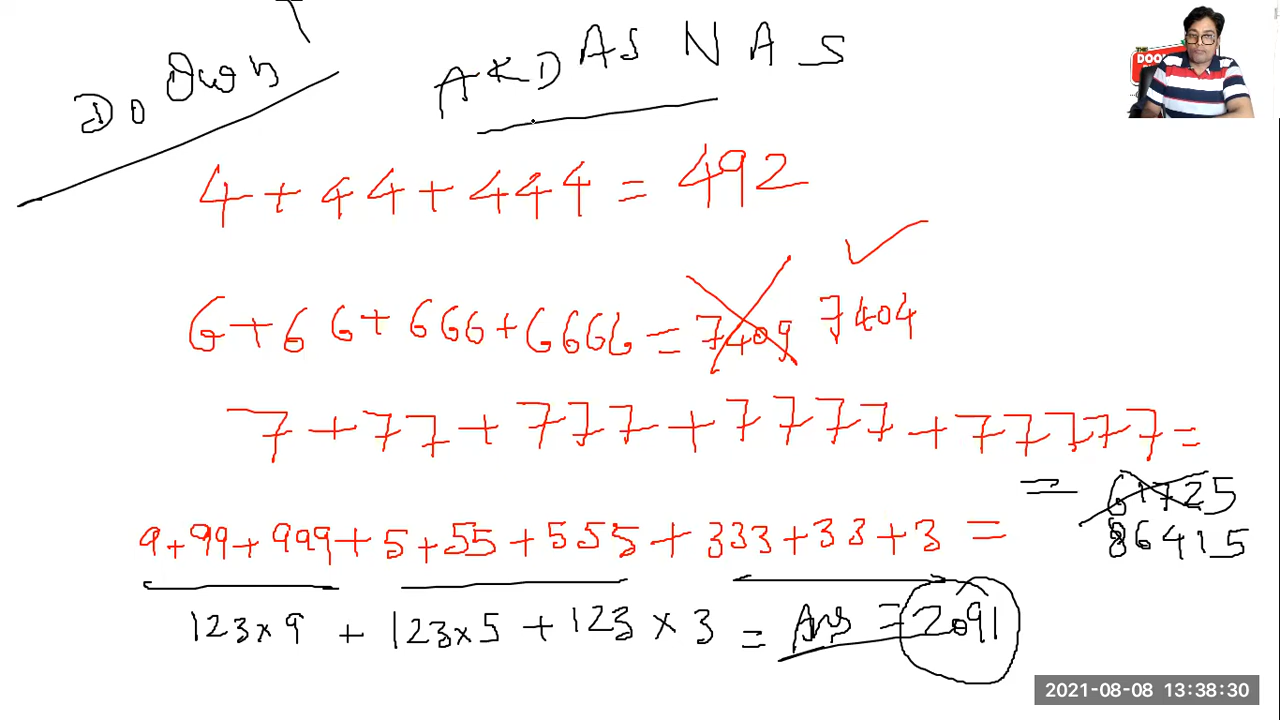 AKDAS NAS
THE
4 + 44 + 444 = 492
6 + 66 + 666 + 6666 = 7409 7404
7 + 77 + 777 + 7777 + 77777 =
= 61725
86415
9 + 99 + 999 + 5 + 55 + 555 + 333 + 33 + 3 =
123 x 9 + 123 x 5 + 123 x 3 = Ans = 2091
2021-08-08 13:38:30